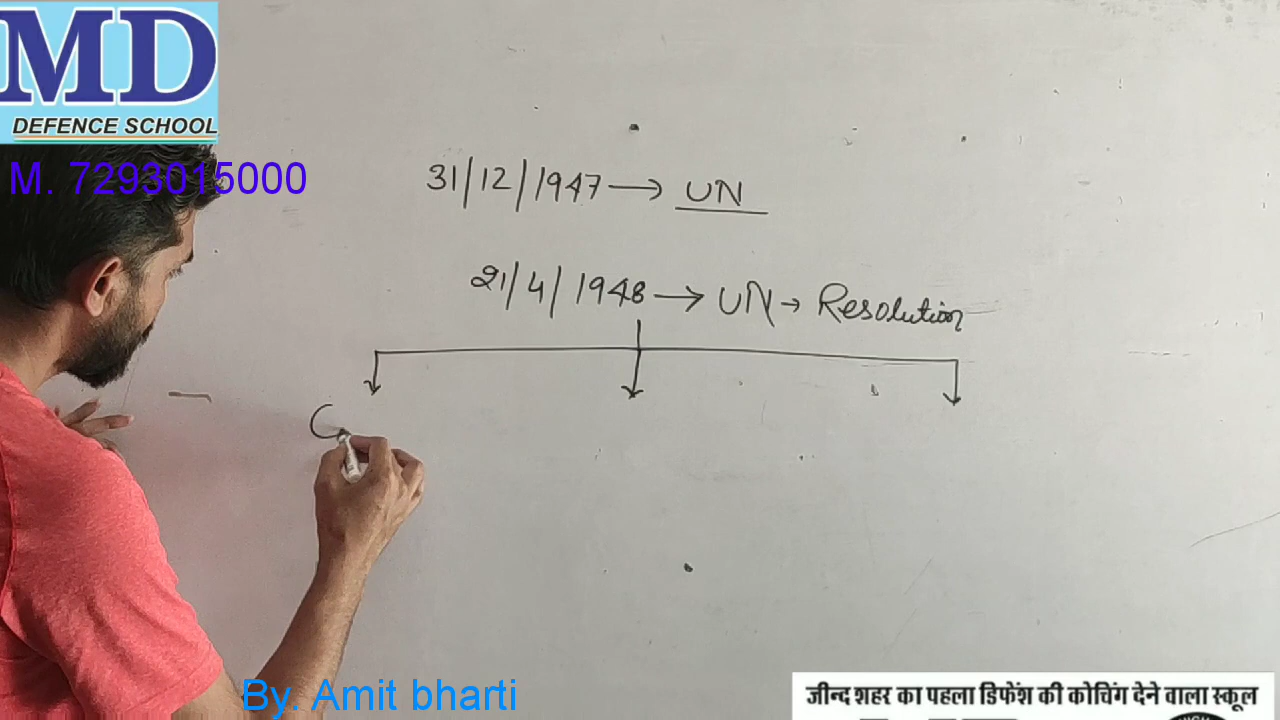 MD
DEFENCE SCHOOL
M. 7293015000
31/12/1947 → UN
21/4/1948 → UN → Resolution
C
By. Amit bharti
जीन्द शहर का पहला डिफेंश की कोचिंग देने वाला स्कूल